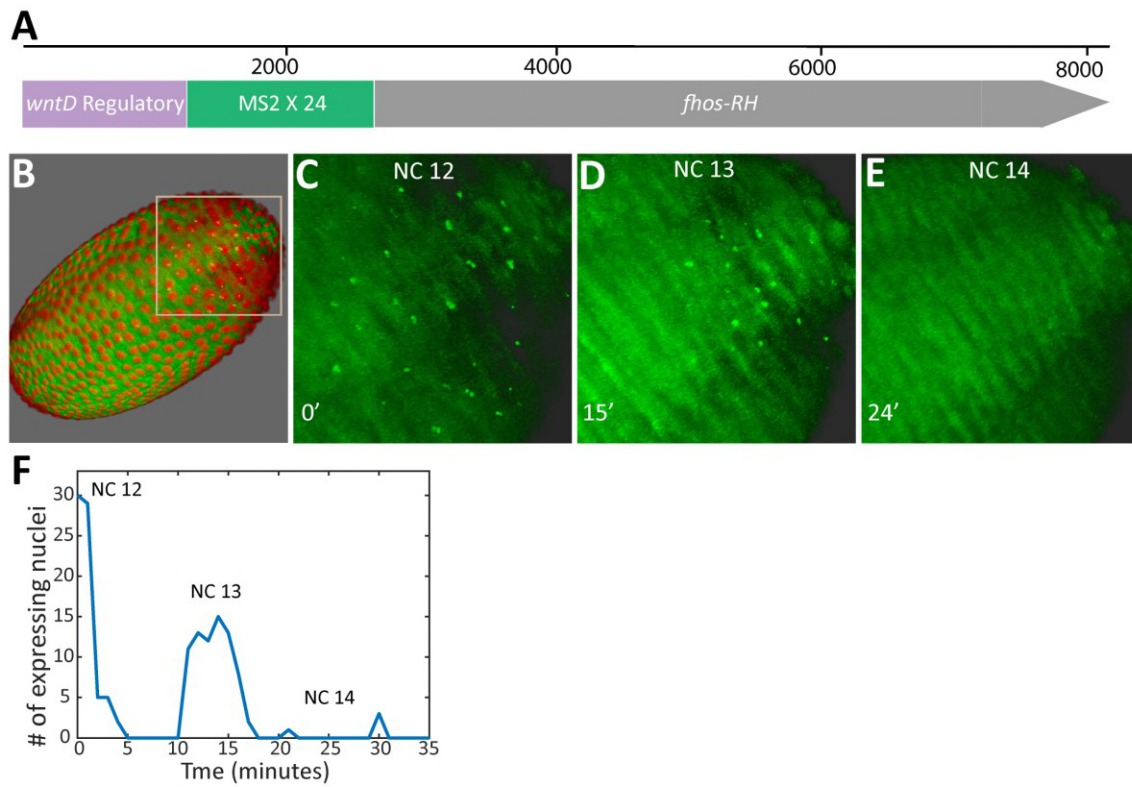 A
2000 4000 6000 8000
wntD Regulatory MS2 X 24 fhos-RH
B C NC 12 D NC 13 E NC 14
0' 15' 24'
F
30 NC 12
25
20
NC 13
15
10
NC 14
5
0
0 5 10 15 20 25 30 35
# of expressing nuclei
Tme (minutes)